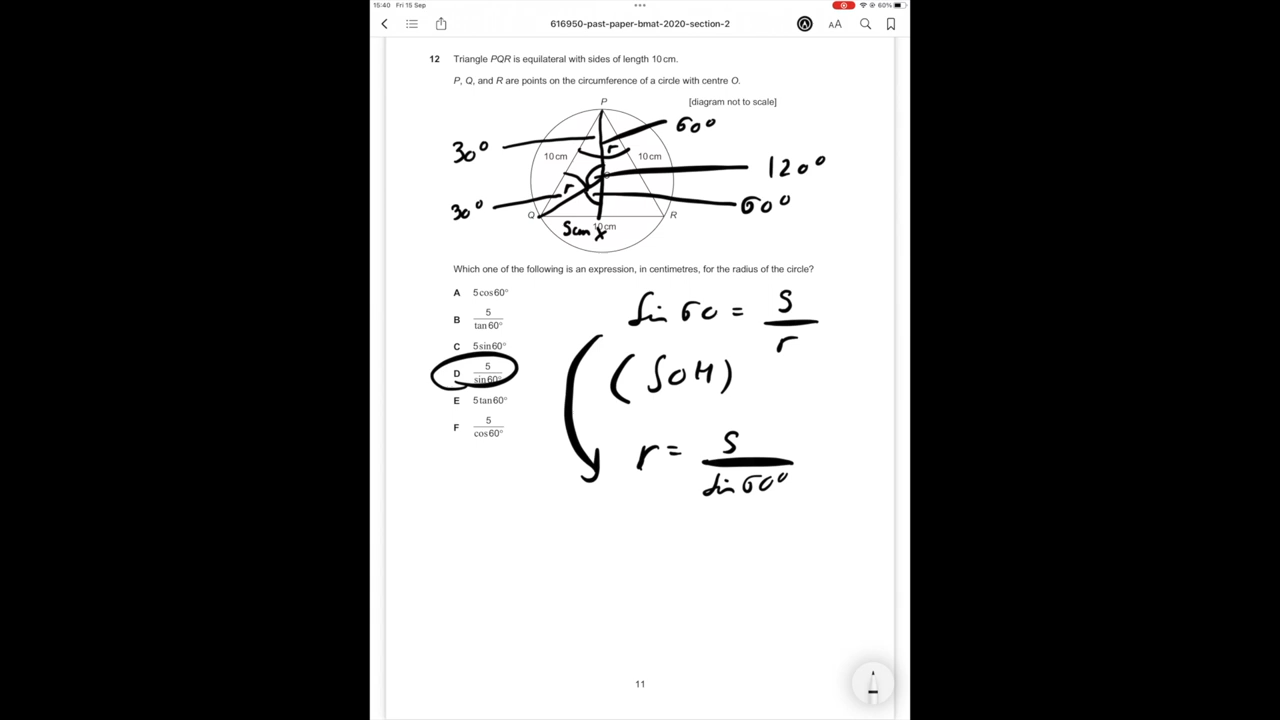 15:40 Fri 15 Sep
60%
616950-past-paper-bmat-2020-section-2
AA
12 Triangle PQR is equilateral with sides of length 10 cm.
P, Q, and R are points on the circumference of a circle with centre O.
[diagram not to scale]
P
60°
30°
r
10 cm
10 cm
120°
r
30°
60°
Q
R
5cm x
10 cm
Which one of the following is an expression, in centimetres, for the radius of the circle?
A 5 cos 60°
B 5
tan 60°
C 5 sin 60°
D 5
sin 60°
E 5 tan 60°
F 5
cos 60°
Sin 60 = 5
r
(SOH)
r = 5
sin 60°
11